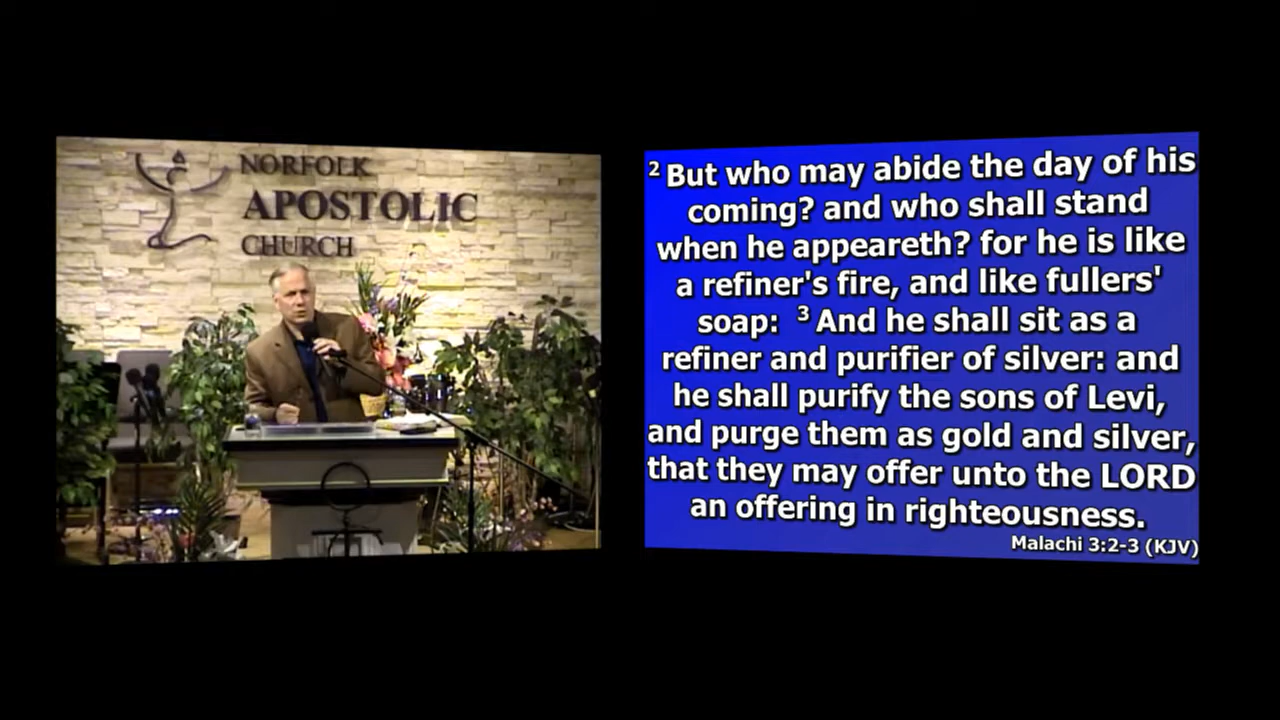 NORFOLK
APOSTOLIC
CHURCH
2 But who may abide the day of his
coming? and who shall stand
when he appeareth? for he is like
a refiner's fire, and like fullers'
soap: 3 And he shall sit as a
refiner and purifier of silver: and
he shall purify the sons of Levi,
and purge them as gold and silver,
that they may offer unto the LORD
an offering in righteousness.
Malachi 3:2-3 (KJV)